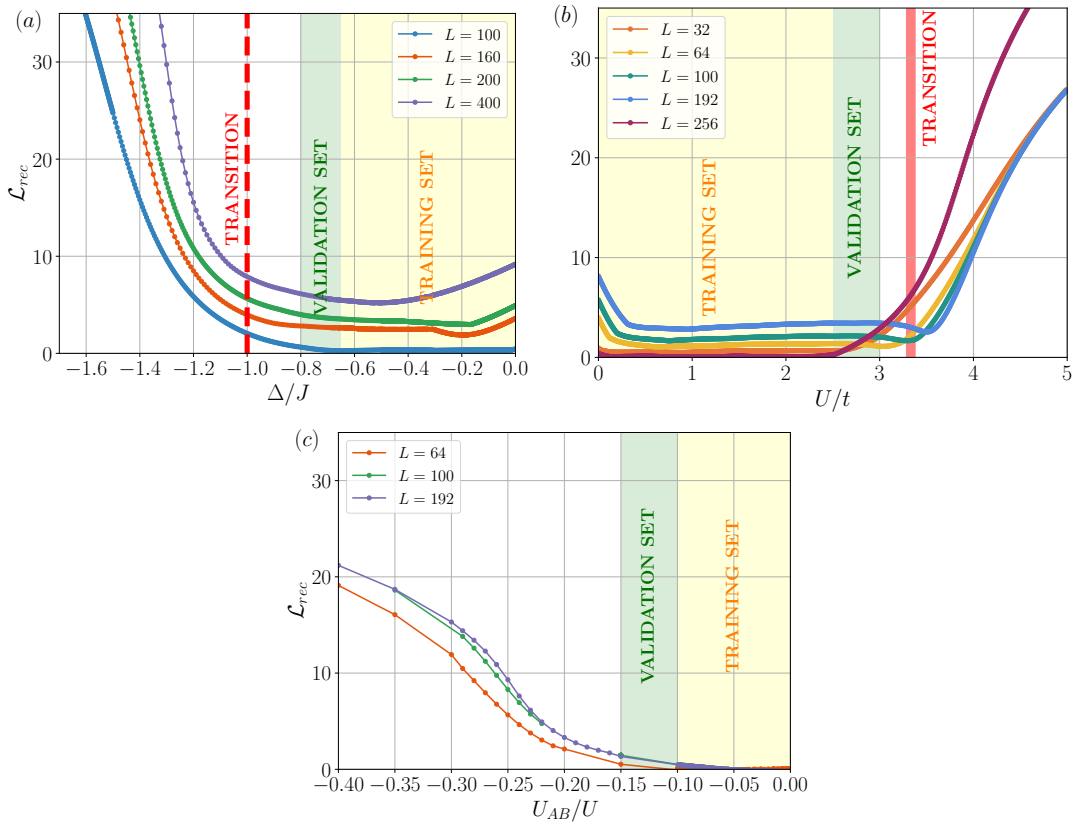 (a)
35
30
20
10
0
ℒrec
−1.6
−1.4
−1.2
−1.0
−0.8
−0.6
−0.4
−0.2
0.0
Δ/J
TRANSITION
VALIDATION SET
TRAINING SET
L = 100
L = 160
L = 200
L = 400
(b)
30
20
10
0
0
1
2
3
4
5
U/t
L = 32
L = 64
L = 100
L = 192
L = 256
TRAINING SET
VALIDATION SET
TRANSITION
(c)
30
20
10
0
ℒrec
−0.40
−0.35
−0.30
−0.25
−0.20
−0.15
−0.10
−0.05
0.00
U_AB/U
L = 64
L = 100
L = 192
VALIDATION SET
TRAINING SET